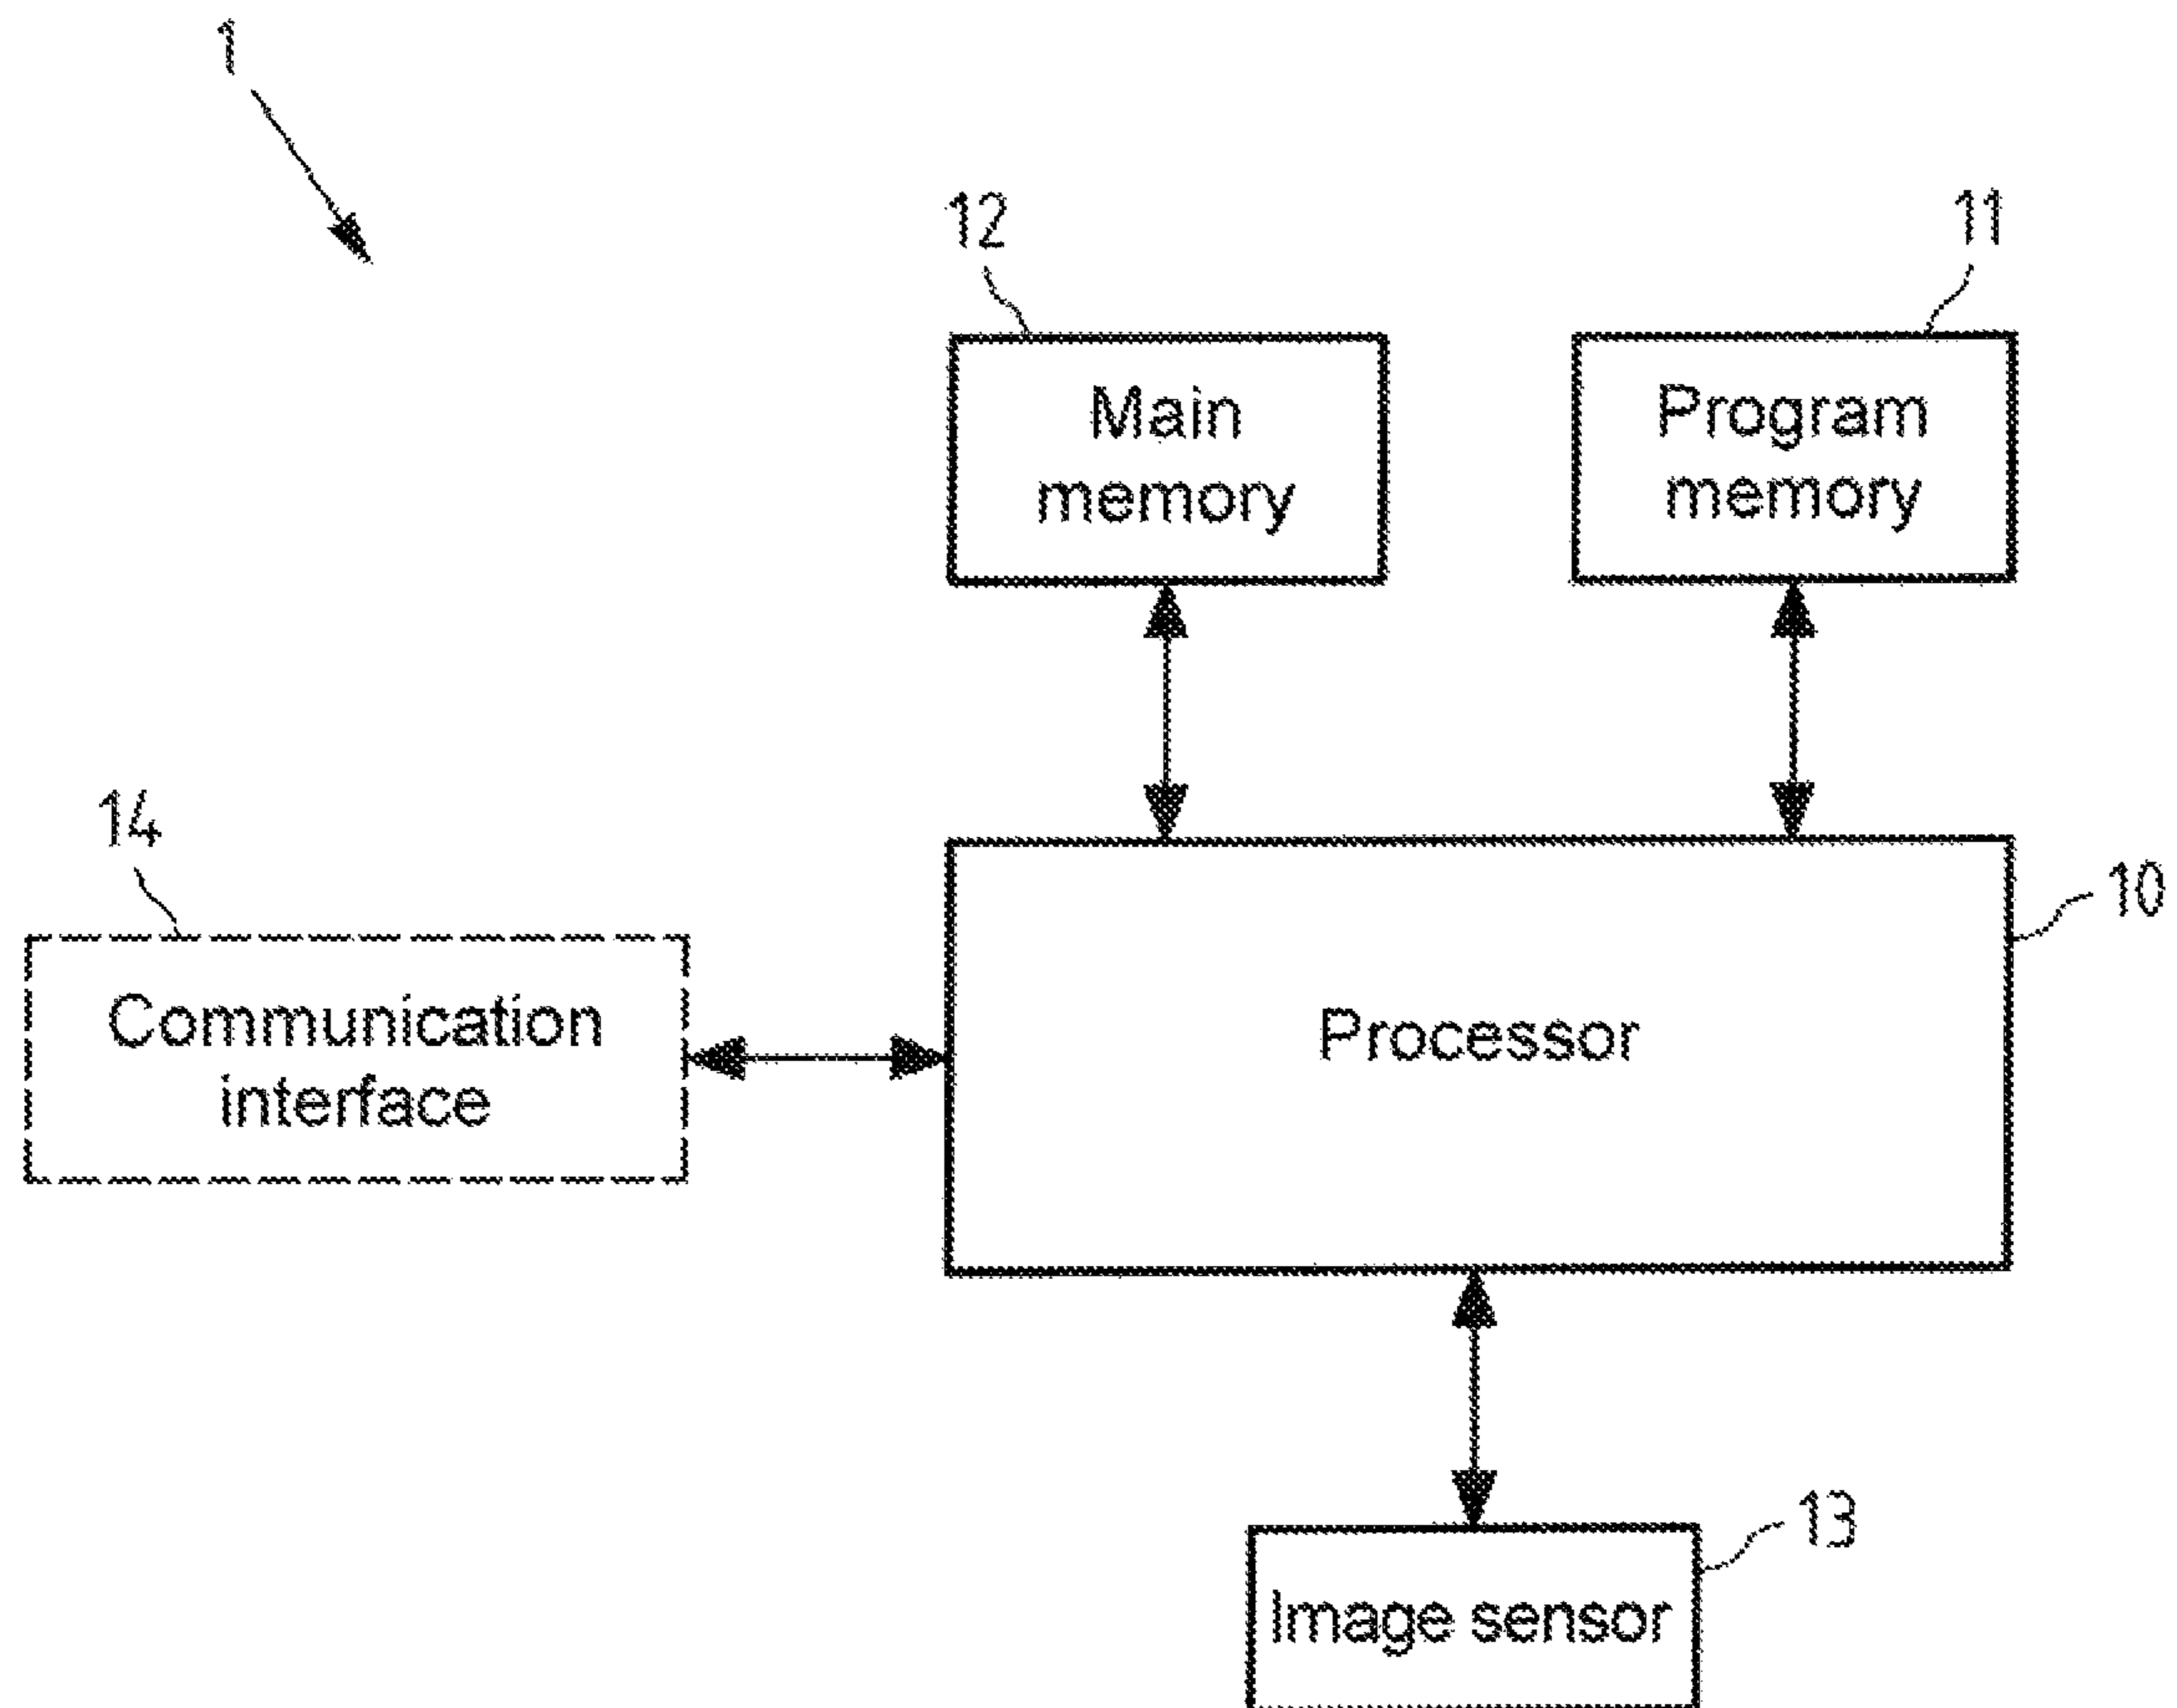 1
12
11
Main
memory
Program
memory
14
10
Communication
interface
Processor
13
Image sensor